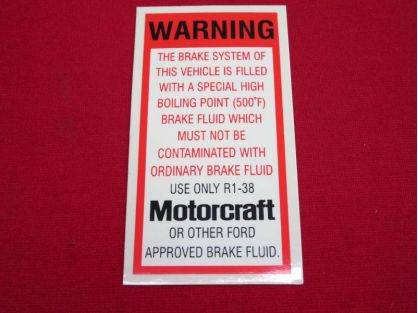 WARNING
THE BRAKE SYSTEM OF
THIS VEHICLE IS FILLED
WITH A SPECIAL HIGH
BOILING POINT (500°F)
BRAKE FLUID WHICH
MUST NOT BE
CONTAMINATED WITH
ORDINARY BRAKE FLUID
USE ONLY R1-38
Motorcraft
OR OTHER FORD
APPROVED BRAKE FLUID.